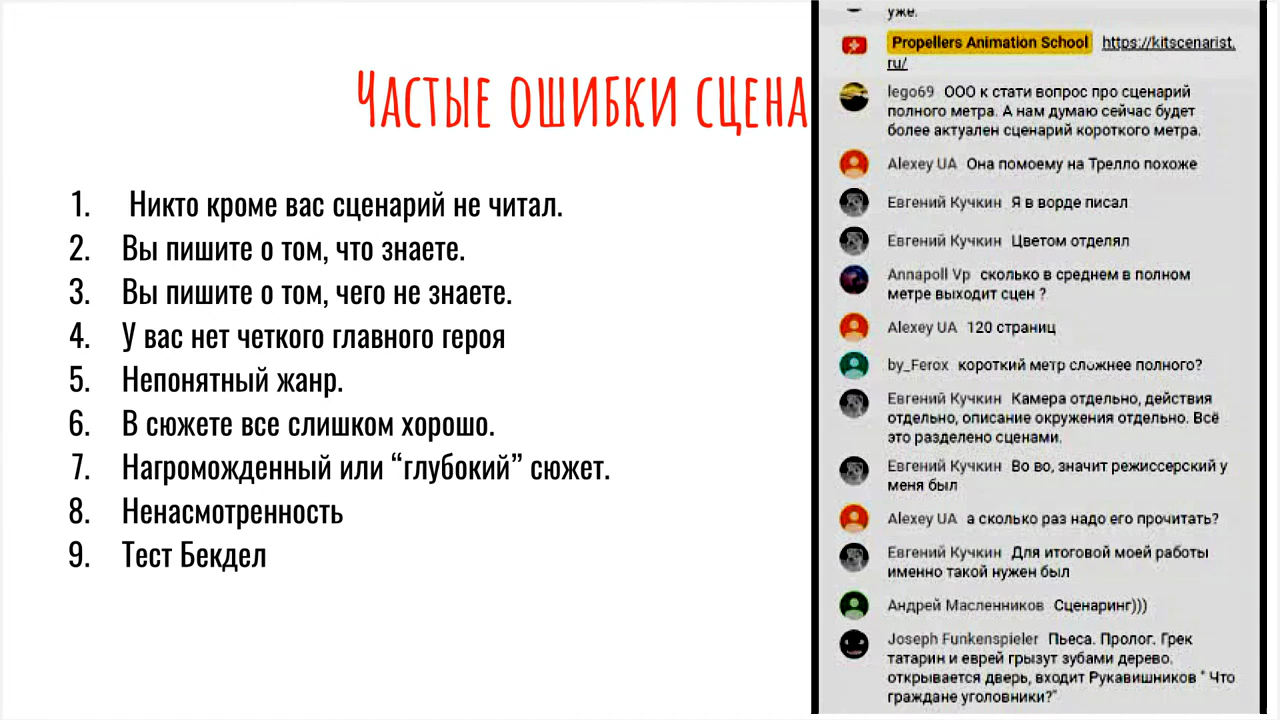 Частые ошибки сцена
1. Никто кроме вас сценарий не читал.
2. Вы пишите о том, что знаете.
3. Вы пишите о том, чего не знаете.
4. У вас нет четкого главного героя
5. Непонятный жанр.
6. В сюжете все слишком хорошо.
7. Нагроможденный или “глубокий” сюжет.
8. Ненасмотренность
9. Тест Бекдел
уже.
Propellers Animation School https://kitscenarist.
ru/
lego69 ООО к стати вопрос про сценарий
полного метра. А нам думаю сейчас будет
более актуален сценарий короткого метра.
Alexey UA Она помоему на Трелло похоже
Евгений Кучкин Я в ворде писал
Евгений Кучкин Цветом отделял
Annapoll Vp сколько в среднем в полном
метре выходит сцен ?
Alexey UA 120 страниц
by_Ferox короткий метр сложнее полного?
Евгений Кучкин Камера отдельно, действия
отдельно, описание окружения отдельно. Всё
это разделено сценами.
Евгений Кучкин Во во, значит режиссерский у
меня был
Alexey UA а сколько раз надо его прочитать?
Евгений Кучкин Для итоговой моей работы
именно такой нужен был
Андрей Масленников Сценаринг)))
Joseph Funkenspieler Пьеса. Пролог. Грек
татарин и еврей грызут зубами дерево.
открывается дверь, входит Рукавишников " Что
граждане уголовники?"